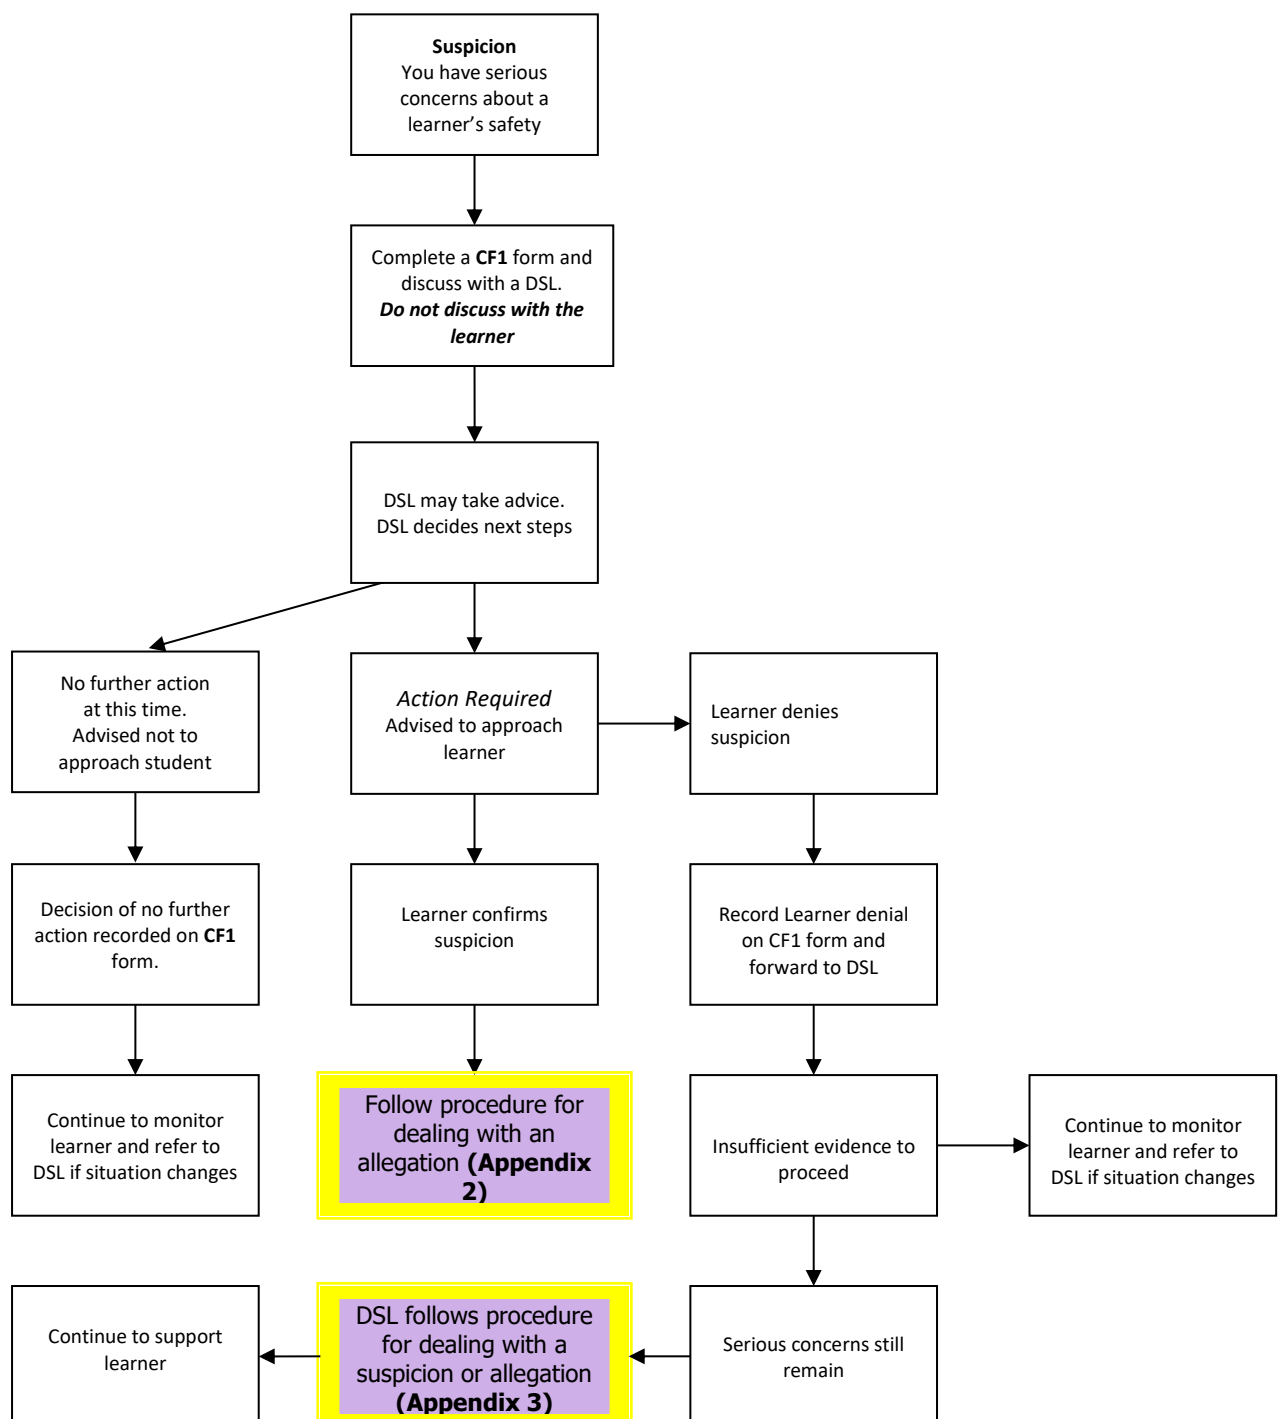 Suspicion
You have serious
concerns about a
learner’s safety
Complete a CF1 form and
discuss with a DSL.
Do not discuss with the
learner
DSL may take advice.
DSL decides next steps
No further action
at this time.
Advised not to
approach student
Action Required
Advised to approach
learner
Learner denies
suspicion
Decision of no further
action recorded on CF1
form.
Learner confirms
suspicion
Record Learner denial
on CF1 form and
forward to DSL
Continue to monitor
learner and refer to
DSL if situation changes
Follow procedure for
dealing with an
allegation (Appendix
2)
Insufficient evidence to
proceed
Continue to monitor
learner and refer to
DSL if situation changes
Continue to support
learner
DSL follows procedure
for dealing with a
suspicion or allegation
(Appendix 3)
Serious concerns still
remain